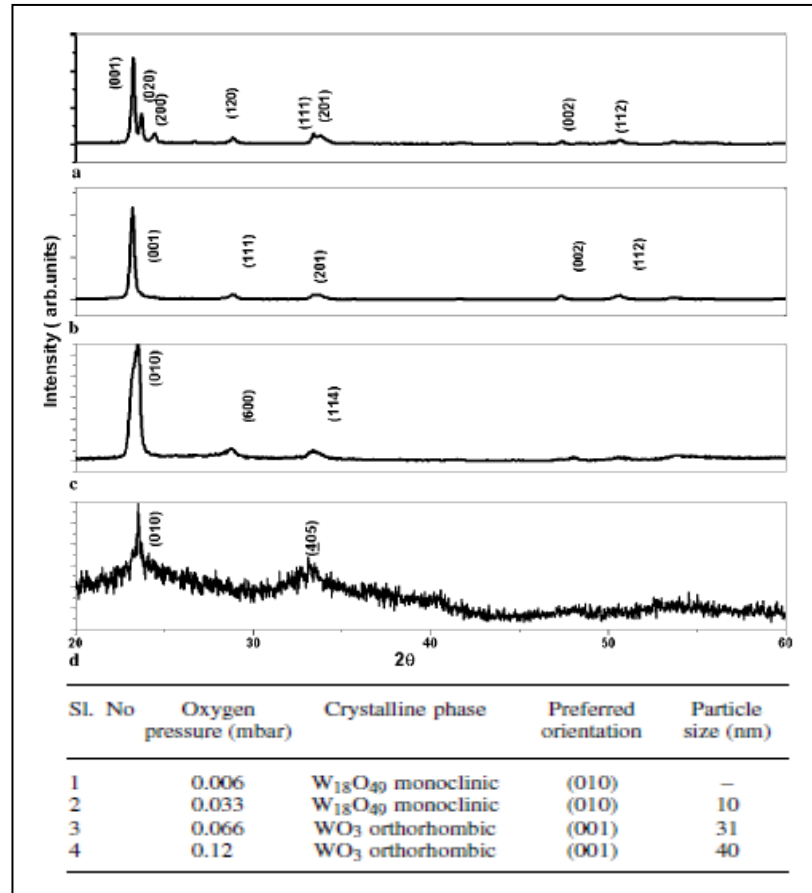 (001)
(020)
(200)
(120)
(111)
(201)
(002)
(112)
a
(001)
(111)
(201)
(002)
(112)
b
(010)
(600)
(114)
c
(010)
(4̲05)
Intensity ( arb.units)
20 30 40 50 60
d 2θ
Sl. No Oxygen pressure (mbar) Crystalline phase Preferred orientation Particle size (nm)
1 0.006 W₁₈O₄₉ monoclinic (010) –
2 0.033 W₁₈O₄₉ monoclinic (010) 10
3 0.066 WO₃ orthorhombic (001) 31
4 0.12 WO₃ orthorhombic (001) 40